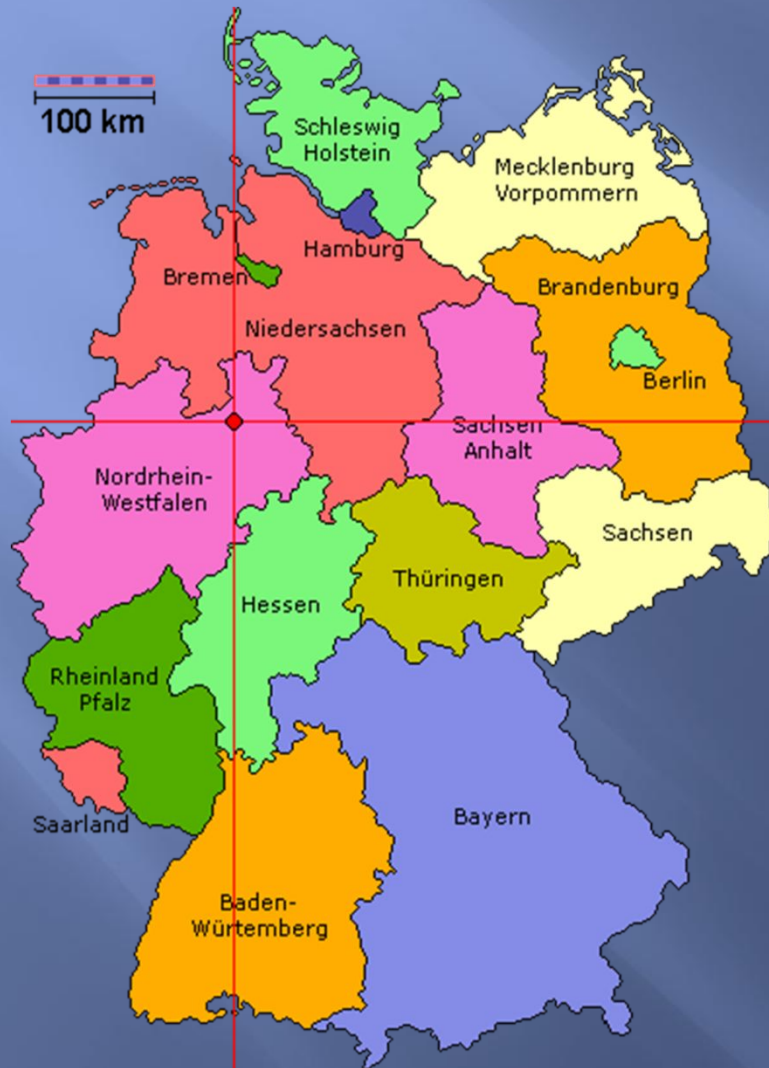 100 km
Schleswig
Holstein
Mecklenburg
Vorpommern
Hamburg
Bremen
Brandenburg
Niedersachsen
Berlin
Sachsen
Anhalt
Nordrhein-
Westfalen
Sachsen
Thüringen
Hessen
Rheinland
Pfalz
Saarland
Bayern
Baden-
Würtemberg